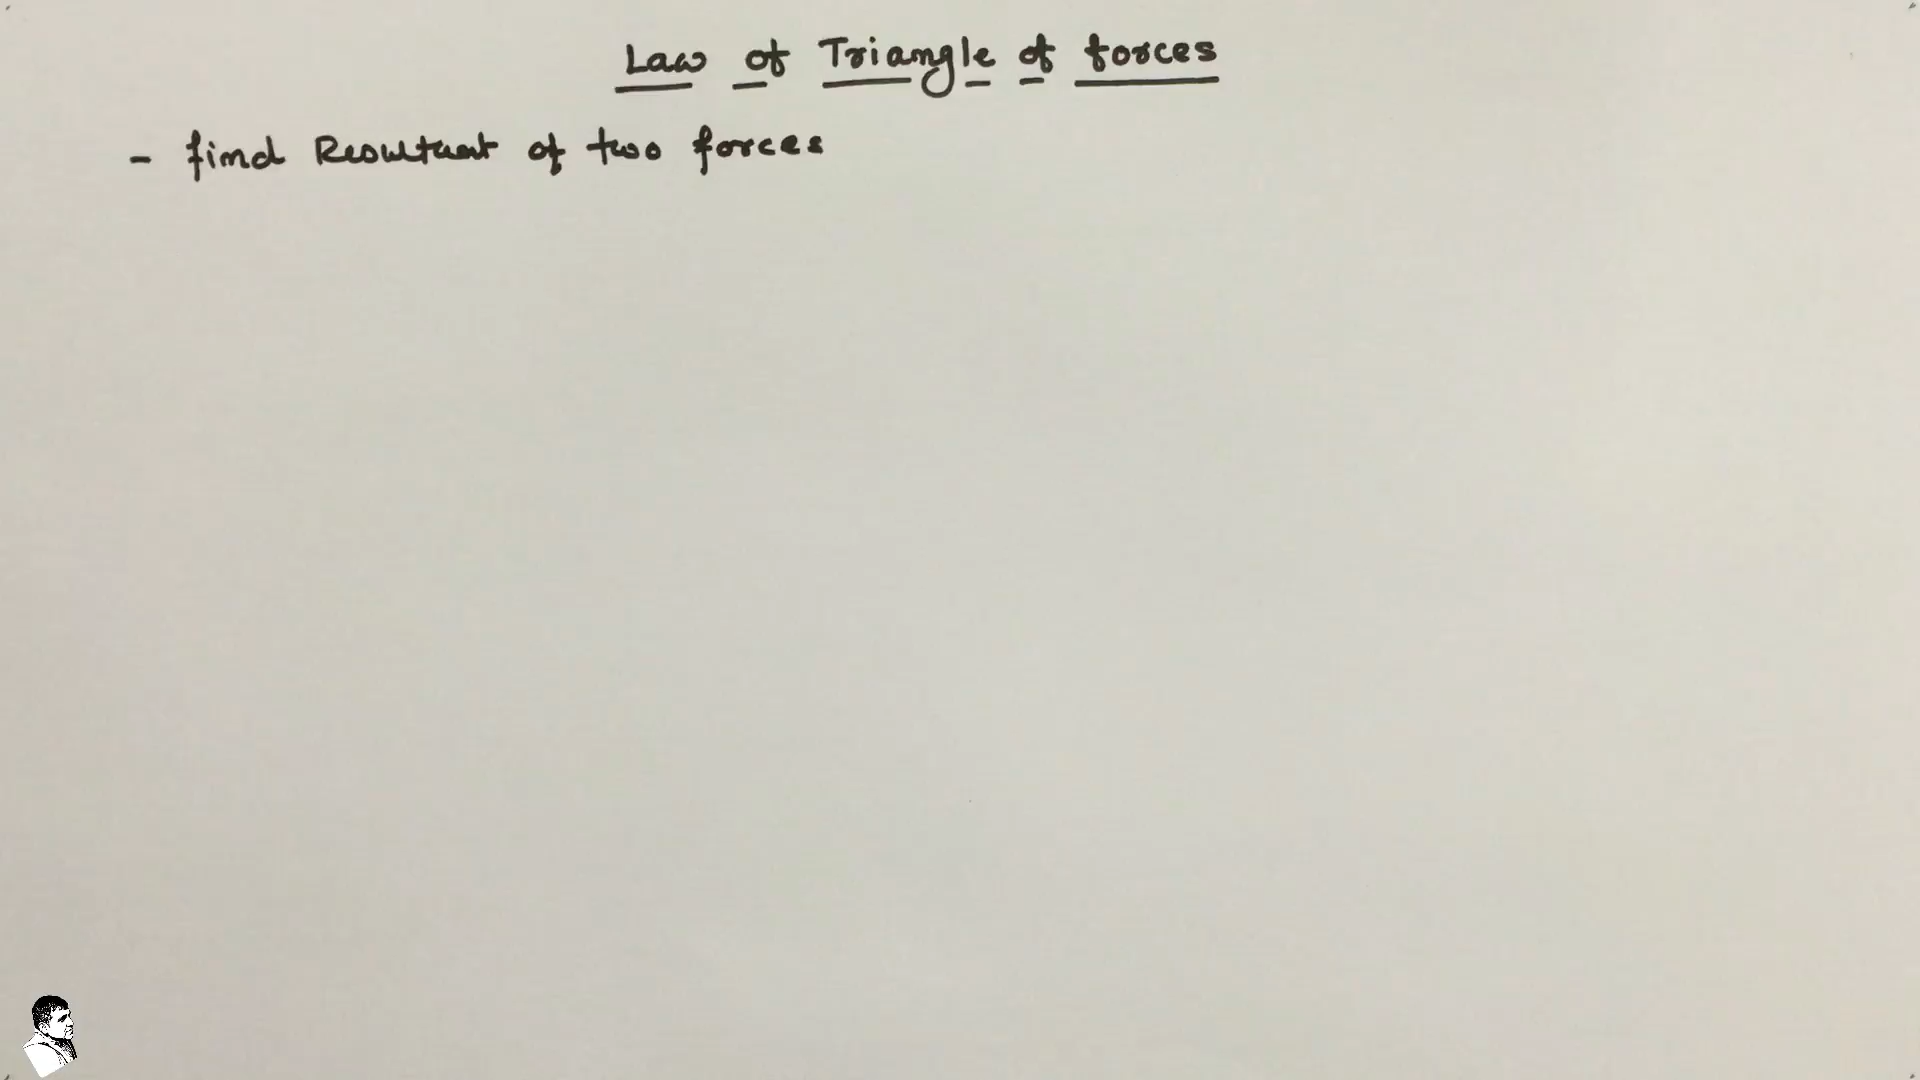 Law of Triangle of forces
- find Resultant of two forces